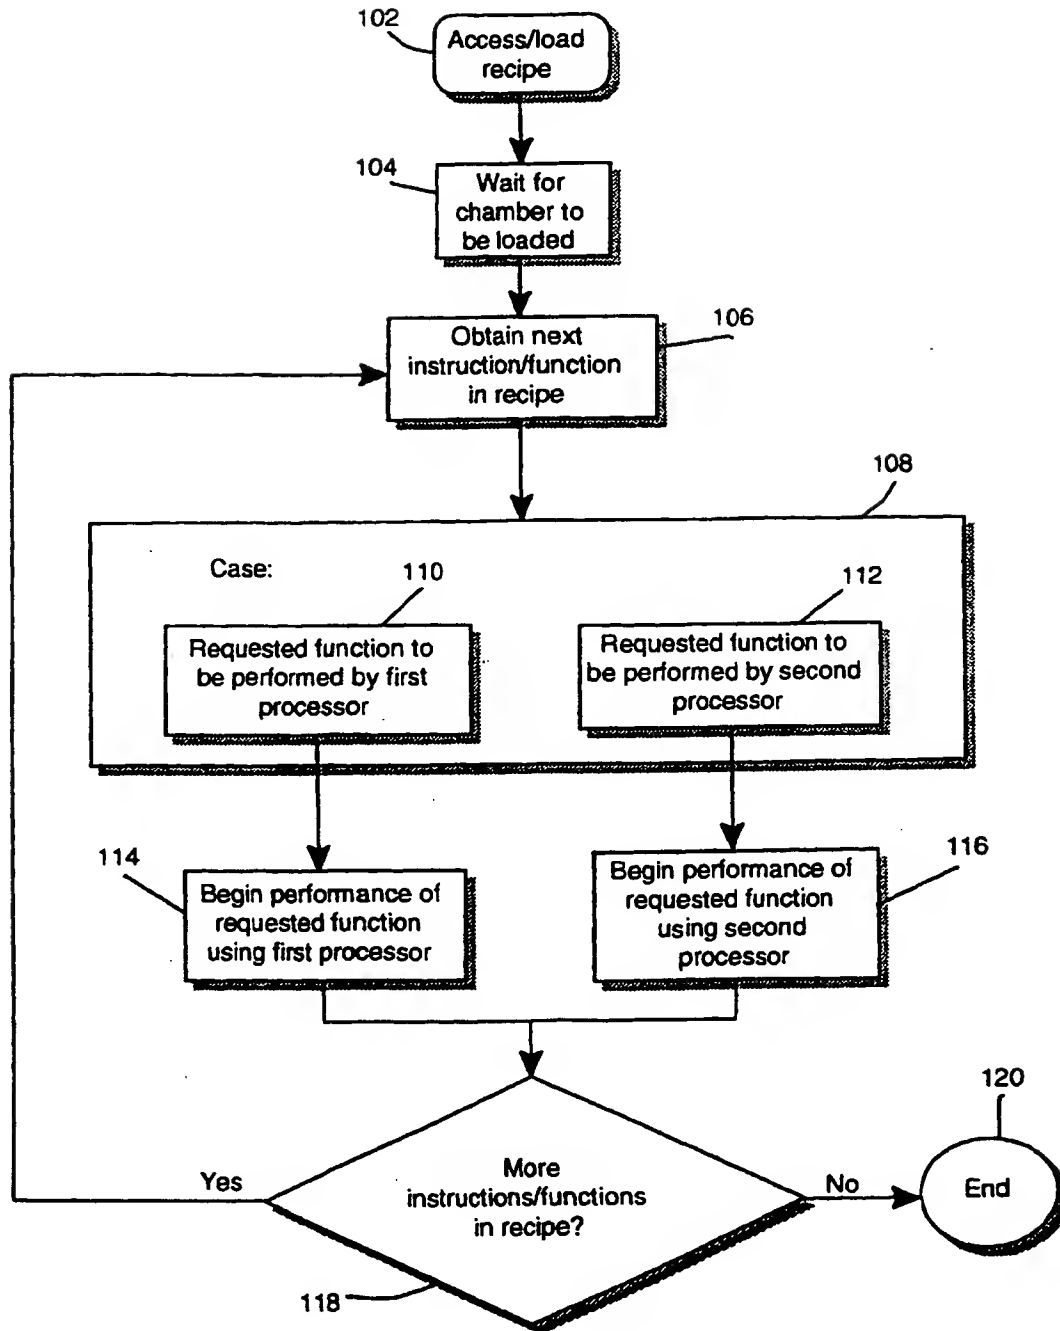 102
Access/load
recipe
104
Wait for
chamber to
be loaded
106
Obtain next
instruction/function
in recipe
108
Case:
110
112
Requested function to
be performed by first
processor
Requested function to
be performed by second
processor
114
Begin performance of
requested function
using first processor
116
Begin performance of
requested function
using second
processor
Yes
More
instructions/functions
in recipe?
No
120
End
118